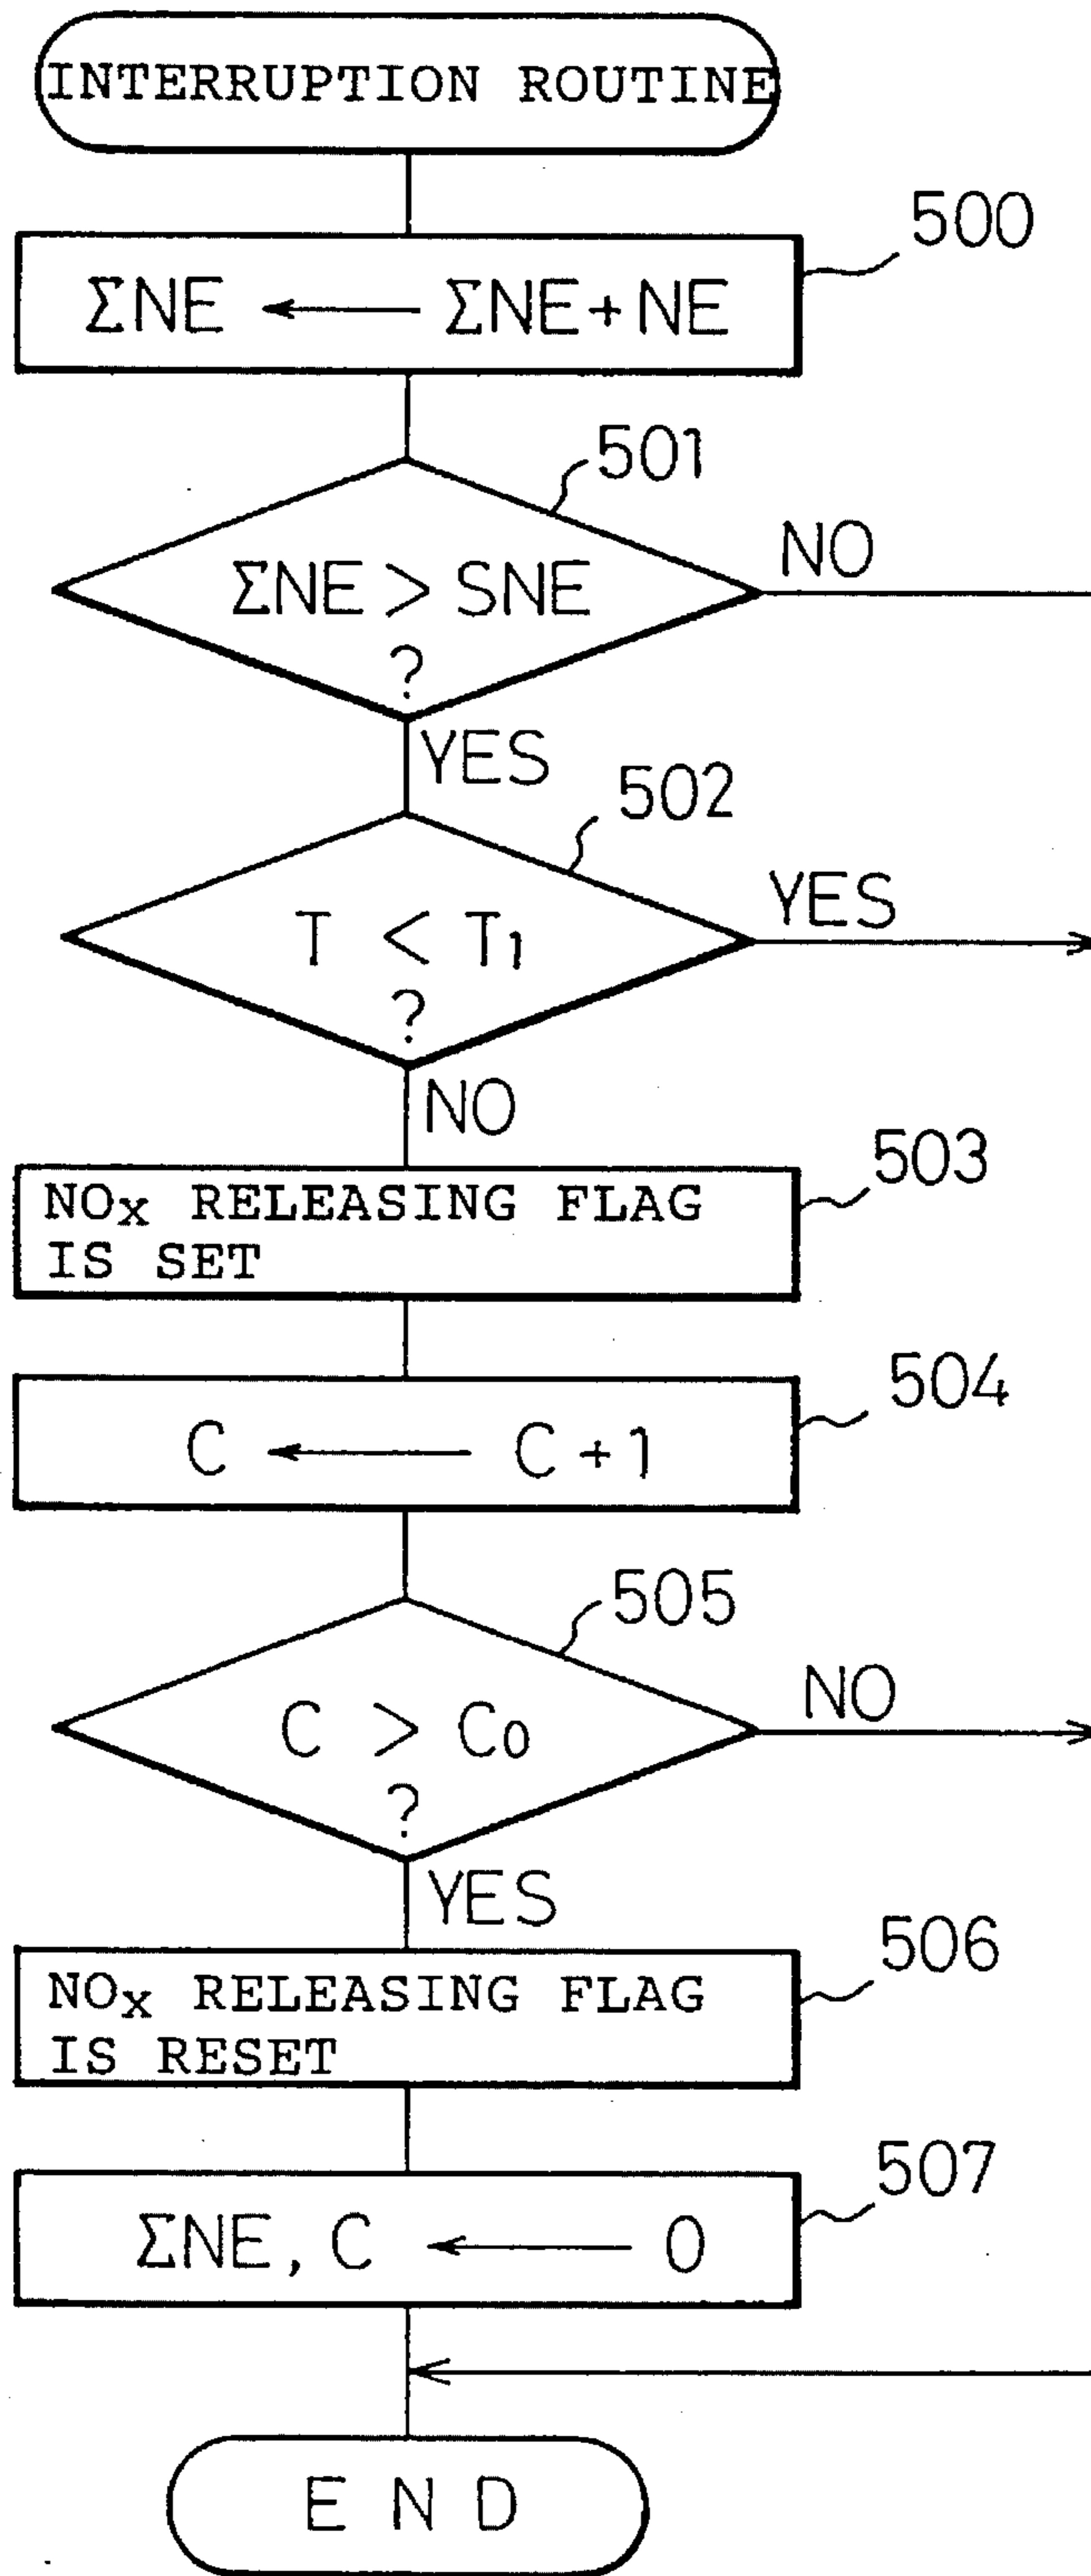 INTERRUPTION ROUTINE
500
ΣNE ← ΣNE+NE
501
ΣNE > SNE
?
NO
YES
502
T < T₁
?
YES
NO
503
NOx RELEASING FLAG
IS SET
504
C ← C+1
505
C > C₀
?
NO
YES
506
NOx RELEASING FLAG
IS RESET
507
ΣNE, C ← 0
END